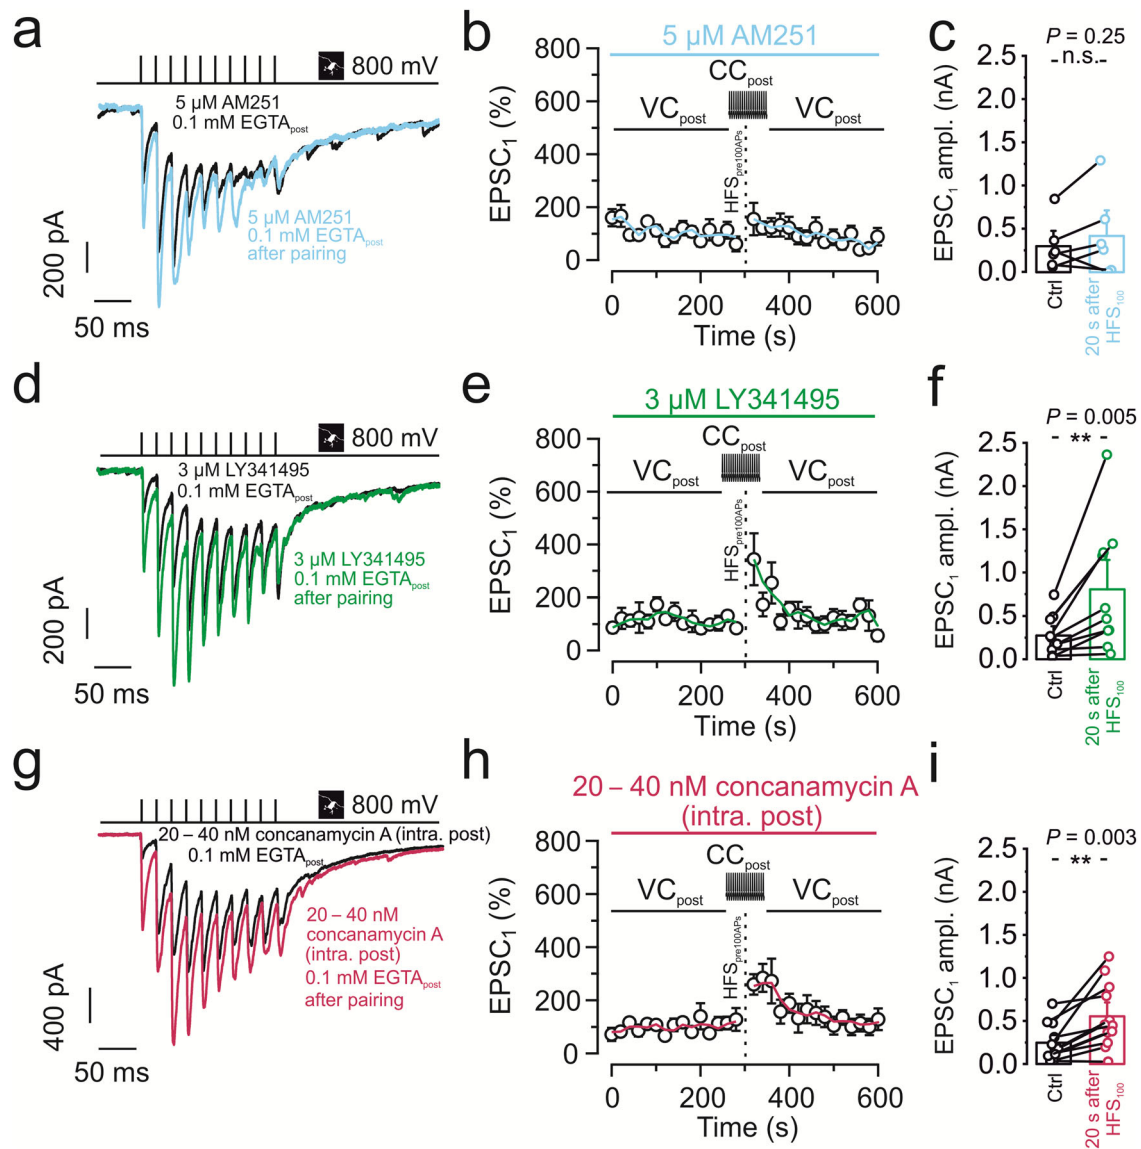 a
800 mV
5 µM AM251
0.1 mM EGTApost
5 µM AM251
0.1 mM EGTApost
after pairing
200 pA
50 ms
b
5 µM AM251
EPSC1 (%)
800
600
400
200
0
CCpost
VCpost
VCpost
HFSpre100APs
0
200
400
600
Time (s)
c
P = 0.25
n.s.
EPSC1 ampl. (nA)
2.5
2.0
1.5
1.0
0.5
0.0
Ctrl
20 s after
HFS100
d
800 mV
3 µM LY341495
0.1 mM EGTApost
3 µM LY341495
0.1 mM EGTApost
after pairing
200 pA
50 ms
e
3 µM LY341495
EPSC1 (%)
800
600
400
200
0
CCpost
VCpost
VCpost
HFSpre100APs
0
200
400
600
Time (s)
f
P = 0.005
**
EPSC1 ampl. (nA)
2.5
2.0
1.5
1.0
0.5
0.0
Ctrl
20 s after
HFS100
g
800 mV
20 – 40 nM concanamycin A (intra. post)
0.1 mM EGTApost
20 – 40 nM
concanamycin A
(intra. post)
0.1 mM EGTApost
after pairing
400 pA
50 ms
h
20 – 40 nM concanamycin A
(intra. post)
EPSC1 (%)
800
600
400
200
0
CCpost
VCpost
VCpost
HFSpre100APs
0
200
400
600
Time (s)
i
P = 0.003
**
EPSC1 ampl. (nA)
2.5
2.0
1.5
1.0
0.5
0.0
Ctrl
20 s after
HFS100